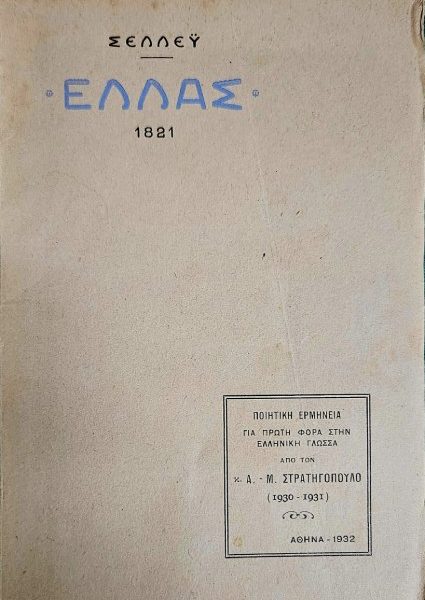 ΣΕΛΛΕΫ
ΕΛΛΑΣ
1821
ΠΟΙΗΤΙΚΗ ΕΡΜΗΝΕΙΑ
ΓΙΑ ΠΡΩΤΗ ΦΟΡΑ ΣΤΗΝ
ΕΛΛΗΝΙΚΗ ΓΛΩΣΣΑ
ΑΠΟ ΤΟΝ
κ. Α. - Μ. ΣΤΡΑΤΗΓΟΠΟΥΛΟ
(1930 - 1931)
ΑΘΗΝΑ - 1932